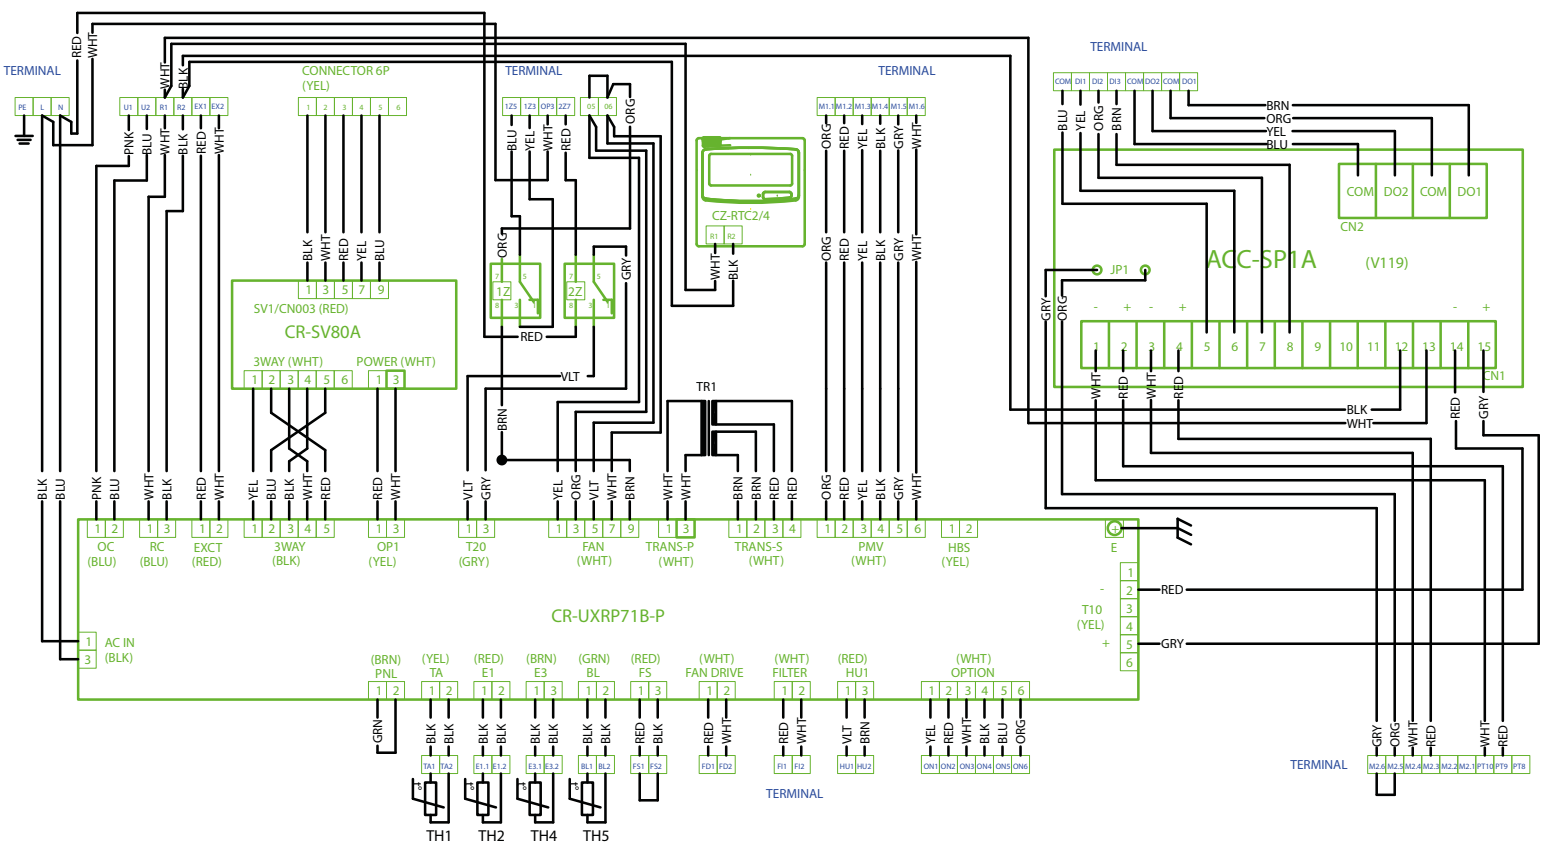 TERMINAL CONNECTOR 6P TERMINAL TERMINAL TERMINAL
(YEL)
RED WHT WHT BLK ORG
PE L N U1 U2 R1 R2 EX1 EX2 1 2 3 4 5 6 1Z5 1Z3 OP3 2Z7 05 06 M1.1 M1.2 M1.3 M1.4 M1.5 M1.6
COM DI1 DI2 DI3 COM DO2 COM DO1
PNK BLU WHT BLK RED WHT BLU YEL WHT RED ORG RED YEL BLK GRY WHT BLU YEL ORG BRN
BRN
ORG
YEL
BLU
COM DO2 COM DO1
CN2
CZ-RTC2/4
R1 R2
WHT BLK
BLK WHT RED YEL BLU ORG GRY ORG RED YEL BLK GRY WHT
ACC-SP1A (V119)
JP1
GRY ORG
- + - + - +
1 2 3 4 5 6 7 8 9 10 11 12 13 14 15
CN1
WHT RED WHT RED RED GRY
BLK
WHT
1 3 5 7 9
SV1/CN003 (RED)
CR-SV80A
3WAY (WHT) POWER (WHT)
1 2 3 4 5 6 1 3
7 5
1Z
8 3
7 5
2Z
8 3
RED
VLT
BRN
TR1
BLK BLU PNK BLU WHT BLK RED WHT YEL BLU BLK WHT RED RED WHT VLT GRY YEL ORG VLT WHT BRN WHT WHT BRN BRN RED RED ORG RED YEL BLK GRY WHT
1 2 1 3 1 2 1 2 3 4 5 1 3 1 3 1 3 5 7 9 1 3 1 2 3 4 1 2 3 4 5 6 1 2
OC RC EXCT 3WAY OP1 T20 FAN TRANS-P TRANS-S PMV HBS E
(BLU) (BLU) (RED) (BLK) (YEL) (GRY) (WHT) (WHT) (WHT) (WHT) (YEL)
CR-UXRP71B-P
1
- 2 RED
3
T10
(YEL)
4
+ 5 GRY
6
1 AC IN
3 (BLK)
(BRN) (YEL) (RED) (BRN) (GRN) (RED) (WHT) (WHT) (RED) (WHT)
PNL TA E1 E3 BL FS FAN DRIVE FILTER HU1 OPTION
1 2 1 2 1 2 1 3 1 2 1 3 1 2 1 2 1 3 1 2 3 4 5 6
GRN BLK BLK BLK BLK BLK BLK BLK BLK RED BLK RED WHT RED WHT VLT BRN YEL RED WHT BLK BLU ORG
GRY ORG WHT RED WHT RED
TA1 TA2 E1.1 E1.2 E3.1 E3.2 BL1 BL2 FS1 FS2 FD1 FD2 FI1 FI2 HU1 HU2 ON1 ON2 ON3 ON4 ON5 ON6
TERMINAL M2.6 M2.5 M2.4 M2.3 M2.2 M2.1 PT10 PT9 PT8
TERMINAL
TH1 TH2 TH4 TH5